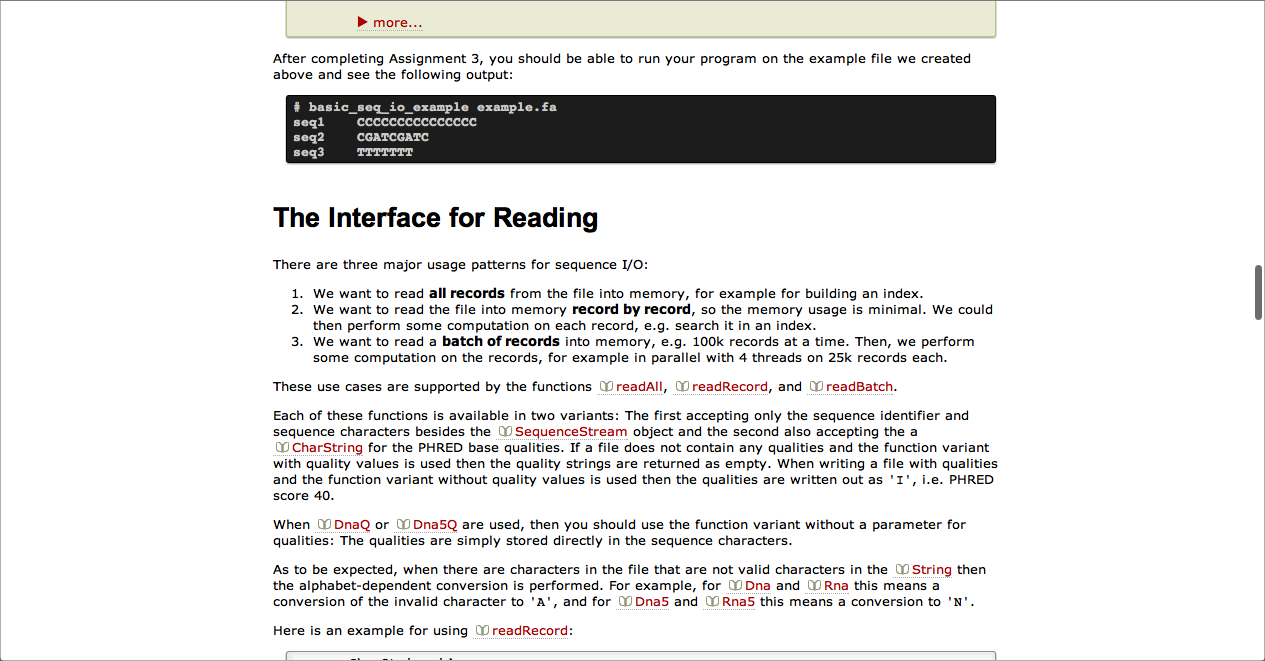 ▶ more...
After completing Assignment 3, you should be able to run your program on the example file we created
above and see the following output:
# basic_seq_io_example example.fa
seq1    CCCCCCCCCCCCCCC
seq2    CGATCGATC
seq3    TTTTTTT
The Interface for Reading
There are three major usage patterns for sequence I/O:
1. We want to read all records from the file into memory, for example for building an index.
2. We want to read the file into memory record by record, so the memory usage is minimal. We could
then perform some computation on each record, e.g. search it in an index.
3. We want to read a batch of records into memory, e.g. 100k records at a time. Then, we perform
some computation on the records, for example in parallel with 4 threads on 25k records each.
These use cases are supported by the functions readAll, readRecord, and readBatch.
Each of these functions is available in two variants: The first accepting only the sequence identifier and
sequence characters besides the SequenceStream object and the second also accepting the a
CharString for the PHRED base qualities. If a file does not contain any qualities and the function variant
with quality values is used then the quality strings are returned as empty. When writing a file with qualities
and the function variant without quality values is used then the qualities are written out as 'I', i.e. PHRED
score 40.
When DnaQ or Dna5Q are used, then you should use the function variant without a parameter for
qualities: The qualities are simply stored directly in the sequence characters.
As to be expected, when there are characters in the file that are not valid characters in the String then
the alphabet-dependent conversion is performed. For example, for Dna and Rna this means a
conversion of the invalid character to 'A', and for Dna5 and Rna5 this means a conversion to 'N'.
Here is an example for using readRecord: